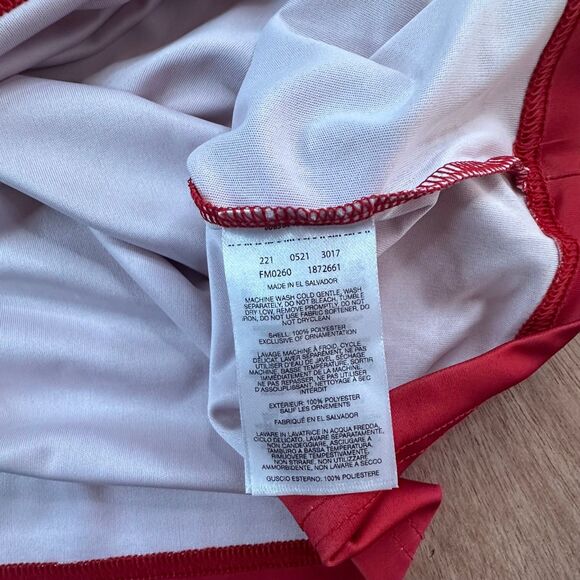 221 0521 3017
FM0260 1872661
MADE IN EL SALVADOR
MACHINE WASH COLD GENTLE, WASH
SEPARATELY, DO NOT BLEACH, TUMBLE
DRY LOW, REMOVE PROMPTLY, DO NOT
IRON, DO NOT USE FABRIC SOFTENER, DO
NOT DRYCLEAN
SHELL: 100% POLYESTER
EXCLUSIVE OF ORNAMENTATION
LAVAGE MACHINE À FROID, CYCLE
DÉLICAT, LAVER SÉPARÉMENT, NE PAS
UTILISER D'EAU DE JAVEL, SÉCHAGE
MACHINE, BASSE TEMPÉRATURE, SORTIR
IMMÉDIATEMENT DE LA MACHINE
NE PAS REPASSER, NE PAS UTILISER
D'ASSOUPLISSANT, NETTOYAGE À SEC
INTERDIT
EXTÉRIEUR: 100% POLYESTER
SAUF LES ORNEMENTS
FABRIQUÉ EN EL SALVADOR
LAVARE IN LAVATRICE IN ACQUA FREDDA,
CICLO DELICATO, LAVARE SEPARATAMENTE,
NON CANDEGGIARE, ASCIUGARE A
TAMBURO A BASSA TEMPERATURA,
RIMUOVERE TEMPESTIVAMENTE,
NON STIRARE, NON UTILIZZARE
AMMORBIDENTE, NON LAVARE A SECCO
GUSCIO ESTERNO: 100% POLYESTER